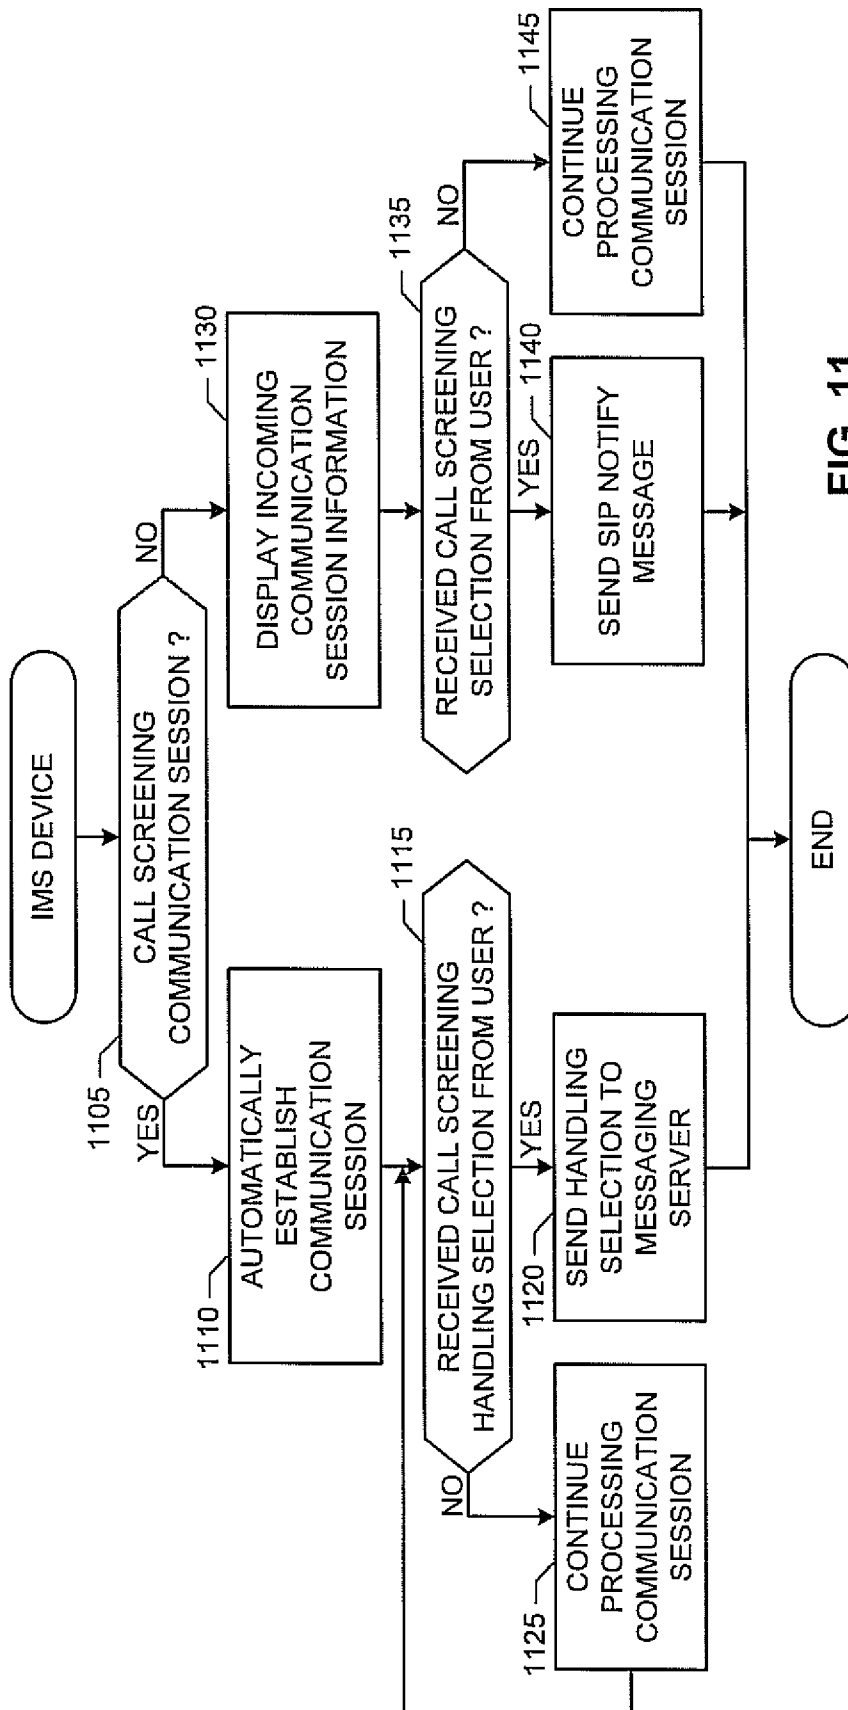 IMS DEVICE
1105
CALL SCREENING
COMMUNICATION SESSION ?
YES
NO
1110
AUTOMATICALLY
ESTABLISH
COMMUNICATION
SESSION
1130
DISPLAY INCOMING
COMMUNICATION
SESSION INFORMATION
1115
RECEIVED CALL SCREENING
HANDLING SELECTION FROM USER ?
NO
YES
1135
RECEIVED CALL SCREENING
SELECTION FROM USER ?
YES
NO
1125
CONTINUE
PROCESSING
COMMUNICATION
SESSION
1120
SEND HANDLING
SELECTION TO
MESSAGING
SERVER
1140
SEND SIP NOTIFY
MESSAGE
1145
CONTINUE
PROCESSING
COMMUNICATION
SESSION
END
FIG. 11